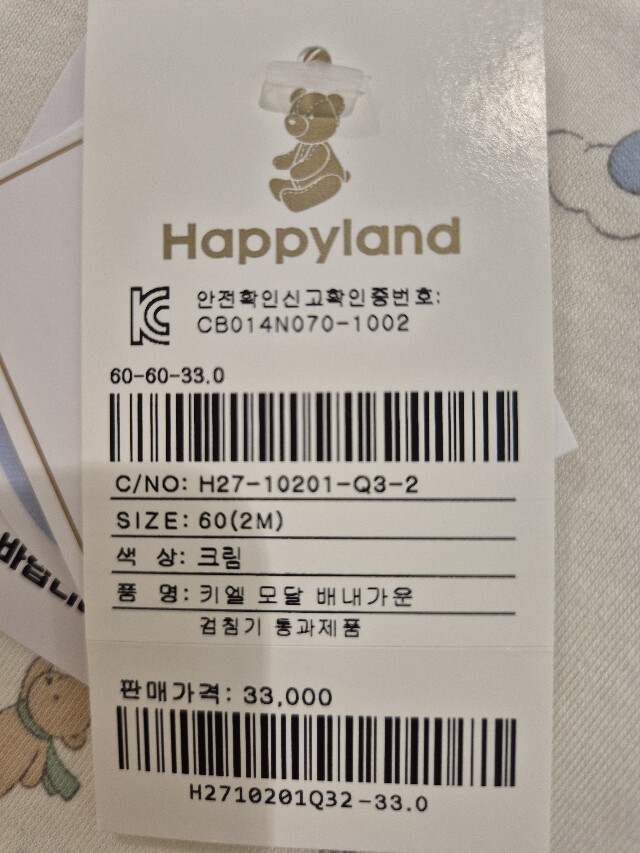 Happyland
안전확인신고확인증번호:
CB014N070-1002
60-60-33.0
C/NO: H27-10201-Q3-2
SIZE: 60(2M)
색 상: 크림
품 명: 키엘 모달 배내가운
검침기 통과제품
판매가격: 33,000
H2710201Q32-33.0